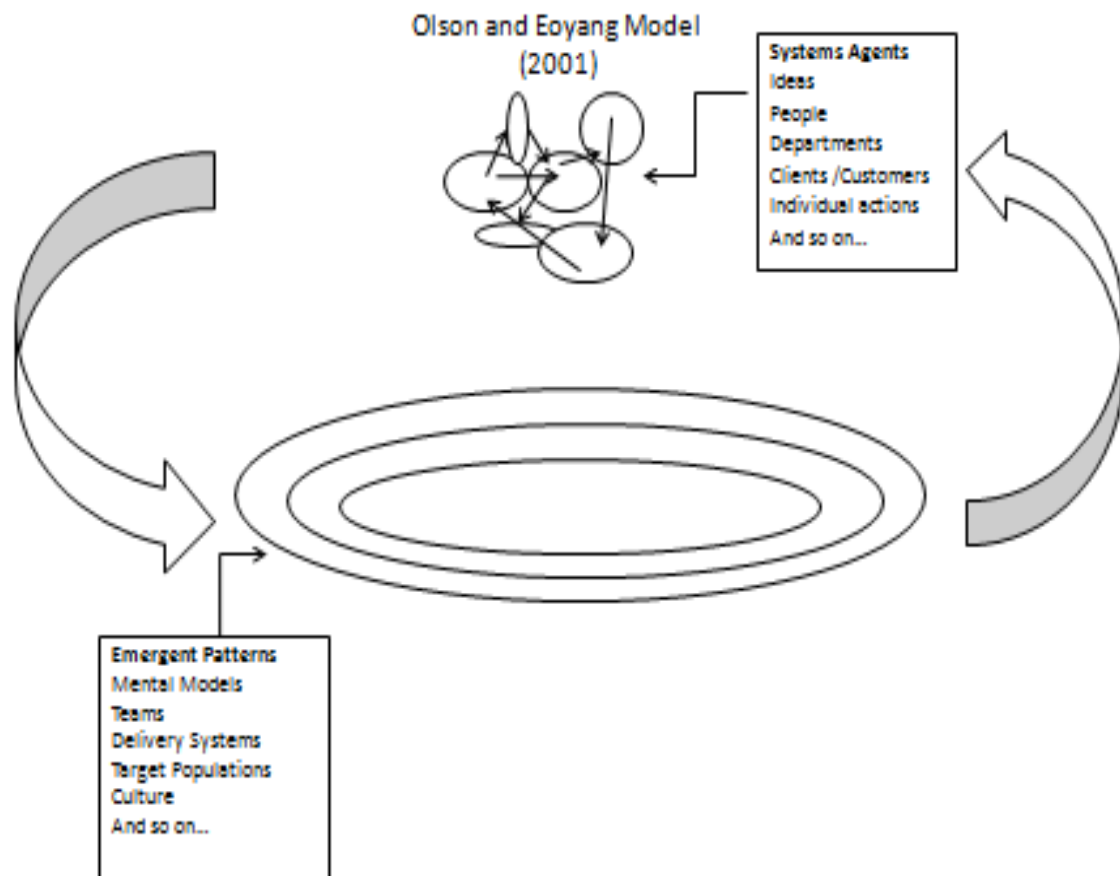 Olson and Eoyang Model
(2001)
Systems Agents
Ideas
People
Departments
Clients /Customers
Individual actions
And so on...
Emergent Patterns
Mental Models
Teams
Delivery Systems
Target Populations
Culture
And so on...